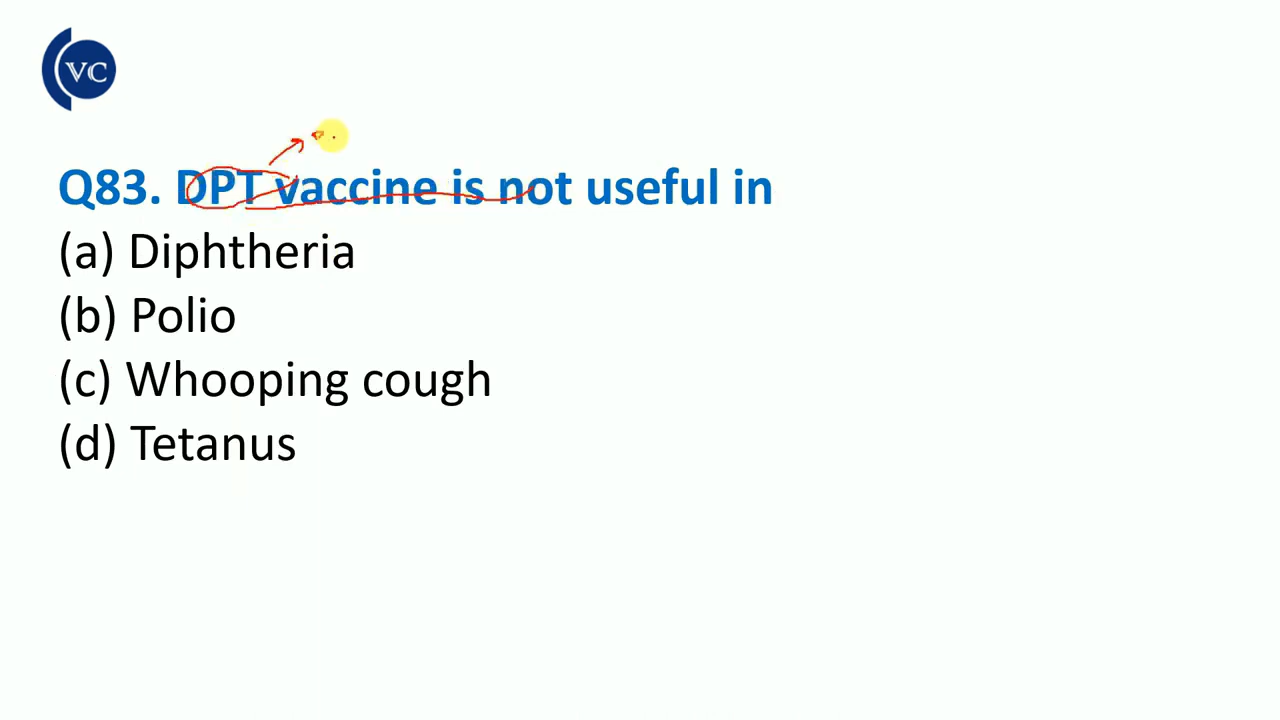 VC
Q83. DPT vaccine is not useful in
(a) Diphtheria
(b) Polio
(c) Whooping cough
(d) Tetanus